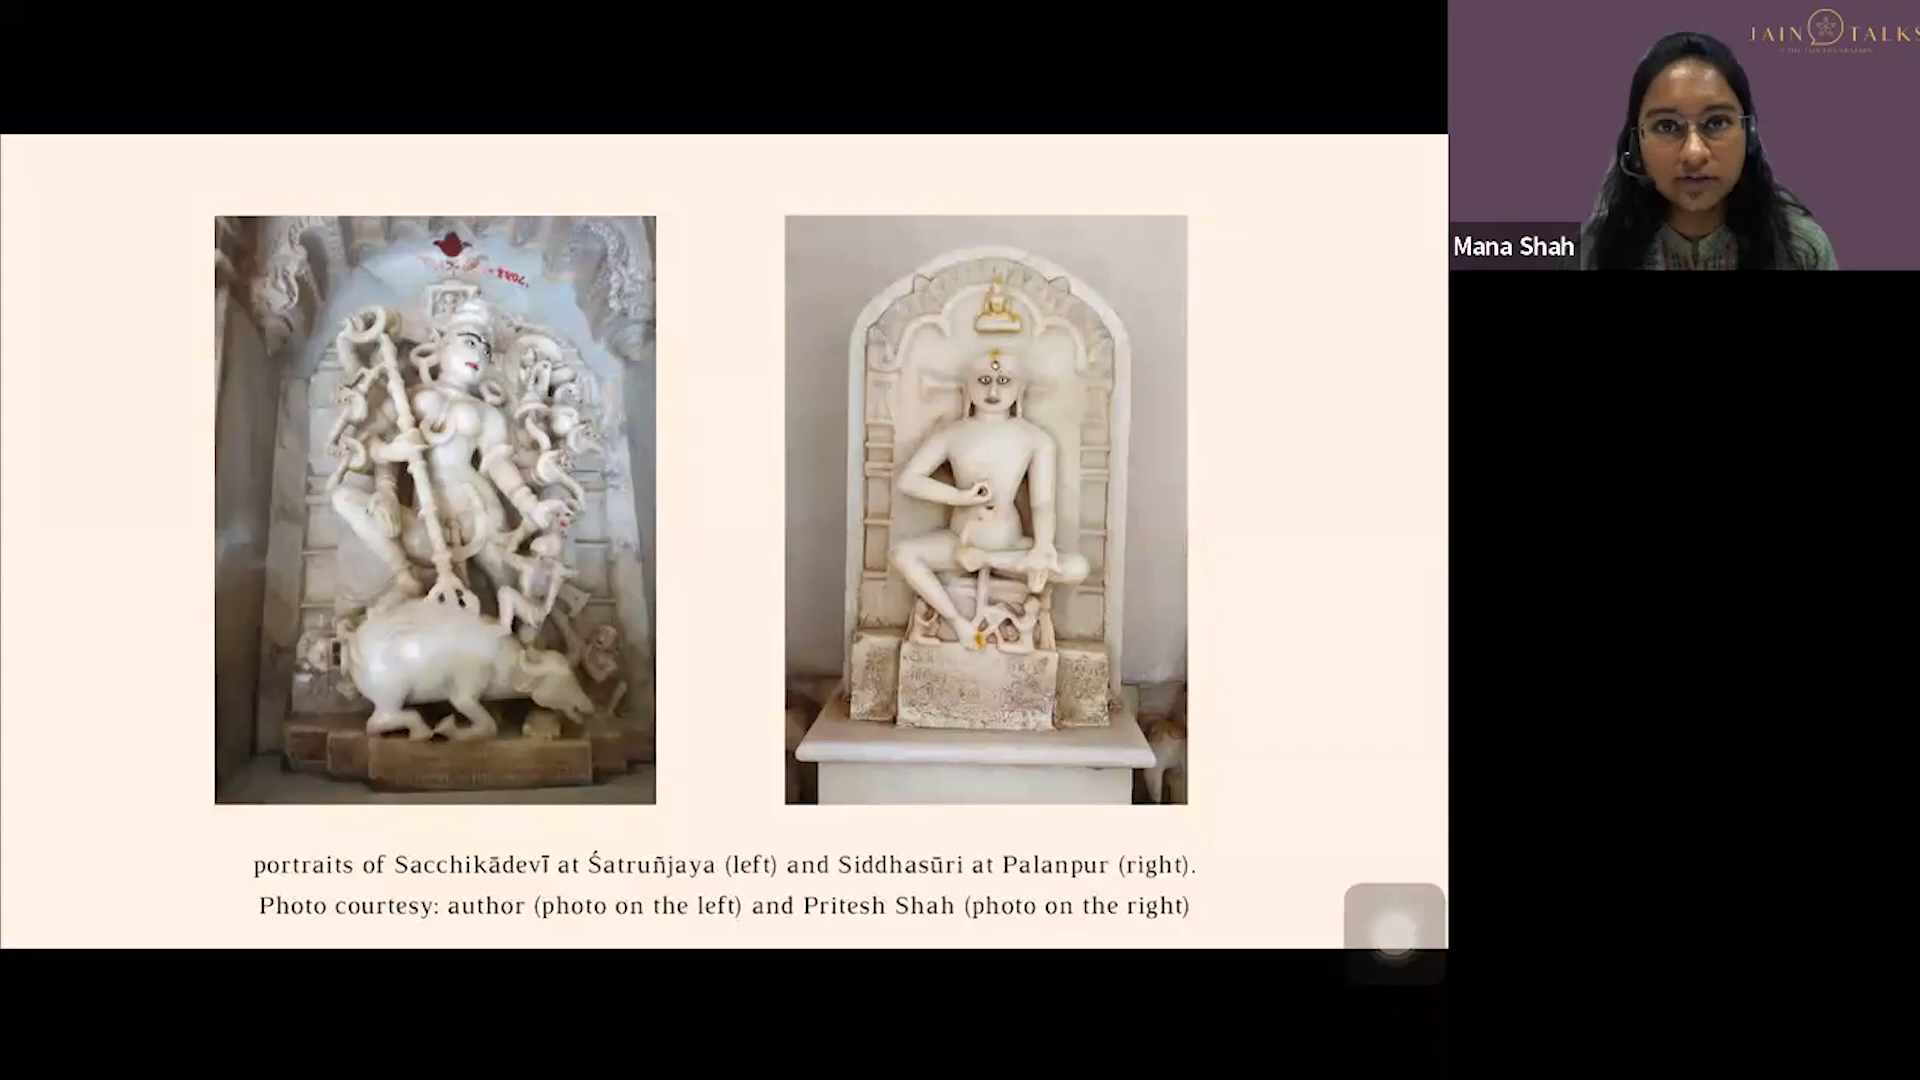 JAIN TALKS
Mana Shah
portraits of Sacchikādevī at Śatruñjaya (left) and Siddhasūri at Palanpur (right).
Photo courtesy: author (photo on the left) and Pritesh Shah (photo on the right)